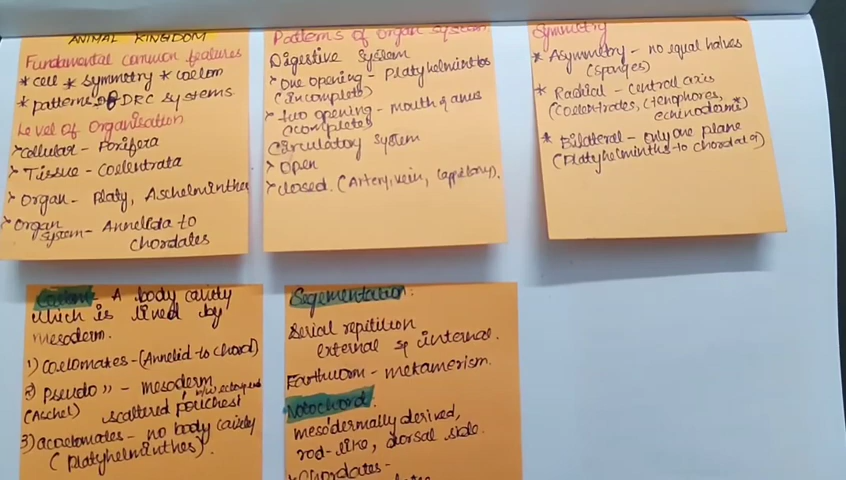 ANIMAL KINGDOM
Fundamental common features
* cell * symmetry * coelom
* patterns of DRC systems
Level of Organisation
> cellular - Porifera
> Tissue - Coelentrata
> Organ - Platy, Aschelminthes
> Organ system - Annelida to
chordates
Patterns of organ system
Digestive system
> One opening - Platyhelminthes
(incomplete)
> two opening - mouth & anus
(complete)
Circulatory system
> open
> closed. (Artery, vein, capillary).
Symmetry
* Asymmetry - no equal halves
(sponges)
* Radial - central axis
(Coelentrates, ctenophores,
echinoderms*)
* Bilateral - only one plane
(Platyhelminths - to chordata)
Coelom - A body cavity
which is lined by
mesoderm.
1) coelomates - (Annelid to chord)
2) Pseudo " - mesoderm
(Aschel) scattered pouches
3) acoelomates - no body cavity
(platyhelminthes).
Segementation:
Serial repitition
external & internal.
Earthworm - metamerism.
Notochord:
mesodermally derived,
rod-like, dorsal side.
Chordates -